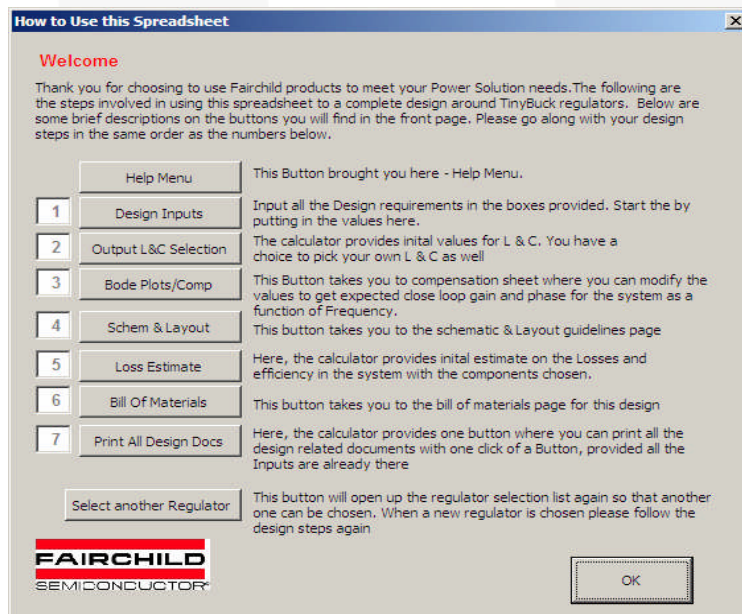 How to Use this Spreadsheet
Welcome
Thank you for choosing to use Fairchild products to meet your Power Solution needs.The following are
the steps involved in using this spreadsheet to a complete design around TinyBuck regulators. Below are
some brief descriptions on the buttons you will find in the front page. Please go along with your design
steps in the same order as the numbers below.
Help Menu
This Button brought you here - Help Menu.
1
Design Inputs
Input all the Design requirements in the boxes provided. Start the by
putting in the values here.
2
Output L&C Selection
The calculator provides inital values for L & C. You have a
choice to pick your own L & C as well
3
Bode Plots/Comp
This Button takes you to compensation sheet where you can modify the
values to get expected close loop gain and phase for the system as a
function of Frequency.
4
Schem & Layout
This button takes you to the schematic & Layout guidelines page
5
Loss Estimate
Here, the calculator provides inital estimate on the Losses and
efficiency in the system with the components chosen.
6
Bill Of Materials
This button takes you to the bill of materials page for this design
7
Print All Design Docs
Here, the calculator provides one button where you can print all the
design related documents with one click of a Button, provided all the
Inputs are already there
Select another Regulator
This button will open up the regulator selection list again so that another
one can be chosen. When a new regulator is chosen please follow the
design steps again
FAIRCHILD
SEMICONDUCTOR®
OK